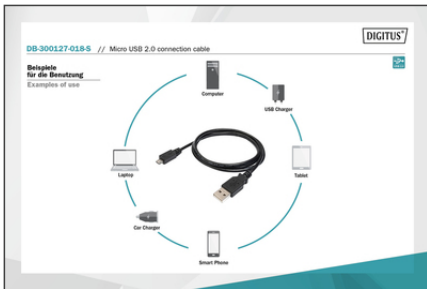 DIGITUS®
DB-300127-018-S // Micro USB 2.0 connection cable
Beispiele
für die Benutzung
Examples of use
Computer
USB Charger
Laptop
Tablet
Car Charger
Smart Phone